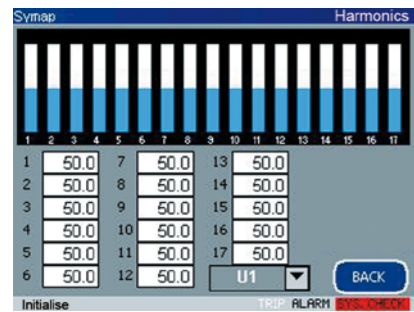 Symap Harmonics
1 2 3 4 5 6 7 8 9 10 11 12 13 14 15 16 17
1 50.0 7 50.0 13 50.0
2 50.0 8 50.0 14 50.0
3 50.0 9 50.0 15 50.0
4 50.0 10 50.0 16 50.0
5 50.0 11 50.0 17 50.0
6 50.0 12 50.0 U1 BACK
Initialise TRIP ALARM SYS. CHECK